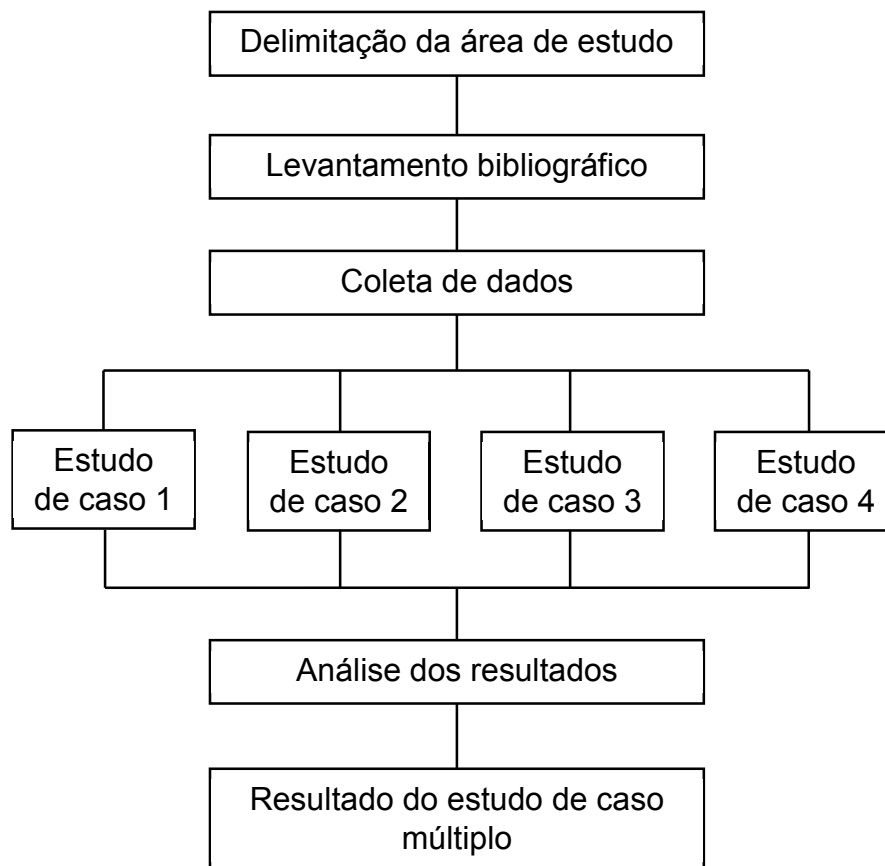 Delimitação da área de estudo
Levantamento bibliográfico
Coleta de dados
Estudo
de caso 1
Estudo
de caso 2
Estudo
de caso 3
Estudo
de caso 4
Análise dos resultados
Resultado do estudo de caso
múltiplo